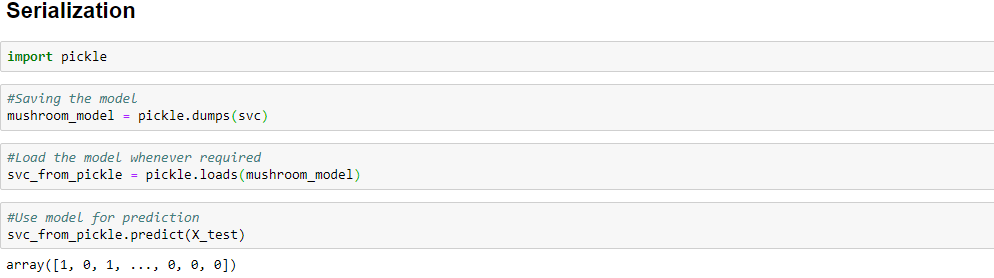 Serialization
import pickle
#Saving the model
mushroom_model = pickle.dumps(svc)
#Load the model whenever required
svc_from_pickle = pickle.loads(mushroom_model)
#Use model for prediction
svc_from_pickle.predict(X_test)
array([1, 0, 1, ..., 0, 0, 0])